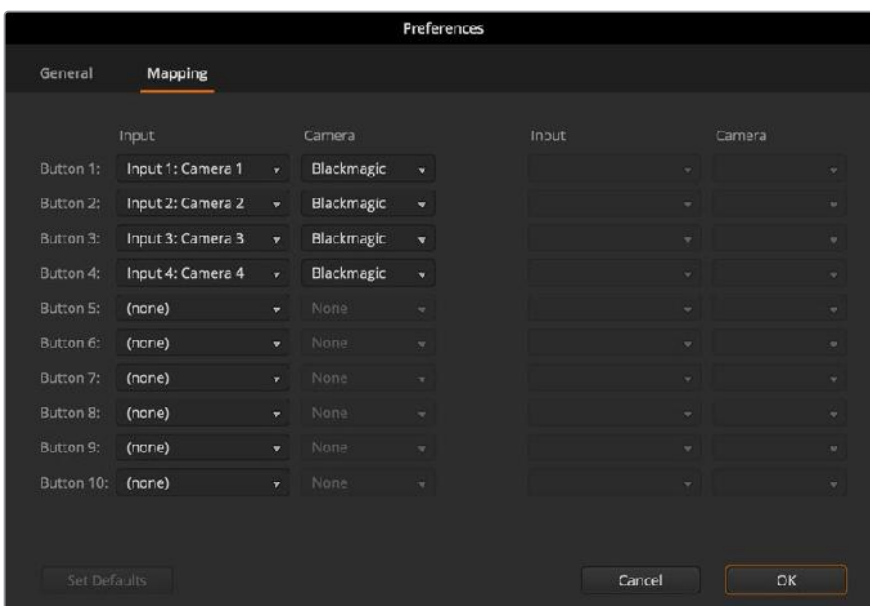 Preferences
General Mapping
Input Camera Input Camera
Button 1: Input 1: Camera 1 Blackmagic
Button 2: Input 2: Camera 2 Blackmagic
Button 3: Input 3: Camera 3 Blackmagic
Button 4: Input 4: Camera 4 Blackmagic
Button 5: (none) None
Button 6: (none) None
Button 7: (none) None
Button 8: (none) None
Button 9: (none) None
Button 10: (none) None
Set Defaults Cancel OK